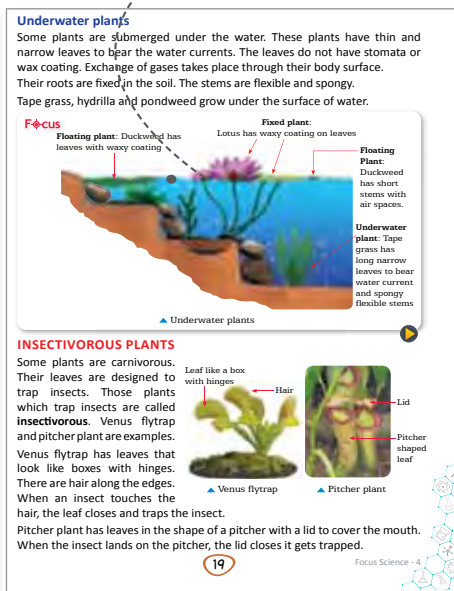 Underwater plants
Some plants are submerged under the water. These plants have thin and
narrow leaves to bear the water currents. The leaves do not have stomata or
wax coating. Exchange of gases takes place through their body surface.
Their roots are fixed in the soil. The stems are flexible and spongy.
Tape grass, hydrilla and pondweed grow under the surface of water.
Focus
Floating plant: Duckweed has
leaves with waxy coating
Fixed plant:
Lotus has waxy coating on leaves
Floating
Plant:
Duckweed
has short
stems with
air spaces.
Underwater
plant: Tape
grass has
long narrow
leaves to bear
water current
and spongy
flexible stems
Underwater plants
INSECTIVOROUS PLANTS
Some plants are carnivorous.
Their leaves are designed to
trap insects. Those plants
which trap insects are called
insectivorous. Venus flytrap
and pitcher plant are examples.
Venus flytrap has leaves that
look like boxes with hinges.
There are hair along the edges.
When an insect touches the
hair, the leaf closes and traps the insect.
Leaf like a box
with hinges
Hair
Venus flytrap
Lid
Pitcher
shaped
leaf
Pitcher plant
Pitcher plant has leaves in the shape of a pitcher with a lid to cover the mouth.
When the insect lands on the pitcher, the lid closes it gets trapped.
19
Focus Science - 4